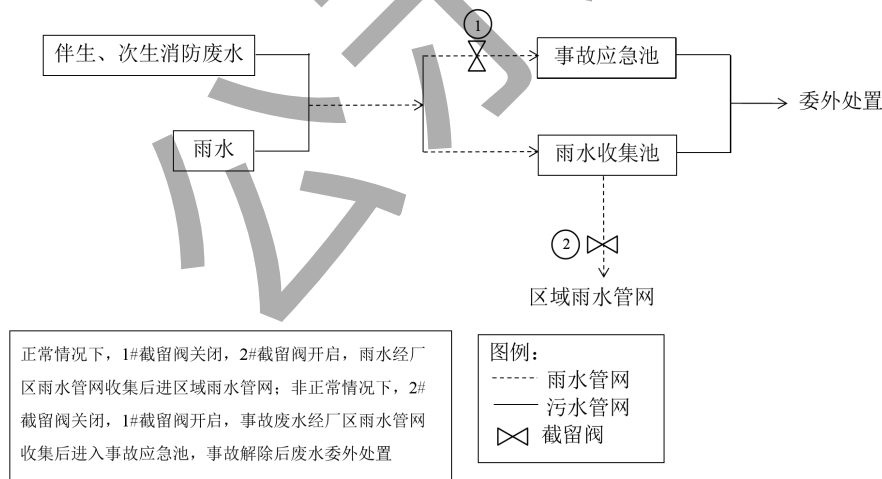 ①
伴生、次生消防废水
事故应急池
委外处置
雨水
雨水收集池
②
区域雨水管网
正常情况下，1#截留阀关闭，2#截留阀开启，雨水经厂
区雨水管网收集后进区域雨水管网；非正常情况下，2#
截留阀关闭，1#截留阀开启，事故废水经厂区雨水管网
收集后进入事故应急池，事故解除后废水委外处置
图例：
雨水管网
污水管网
截留阀